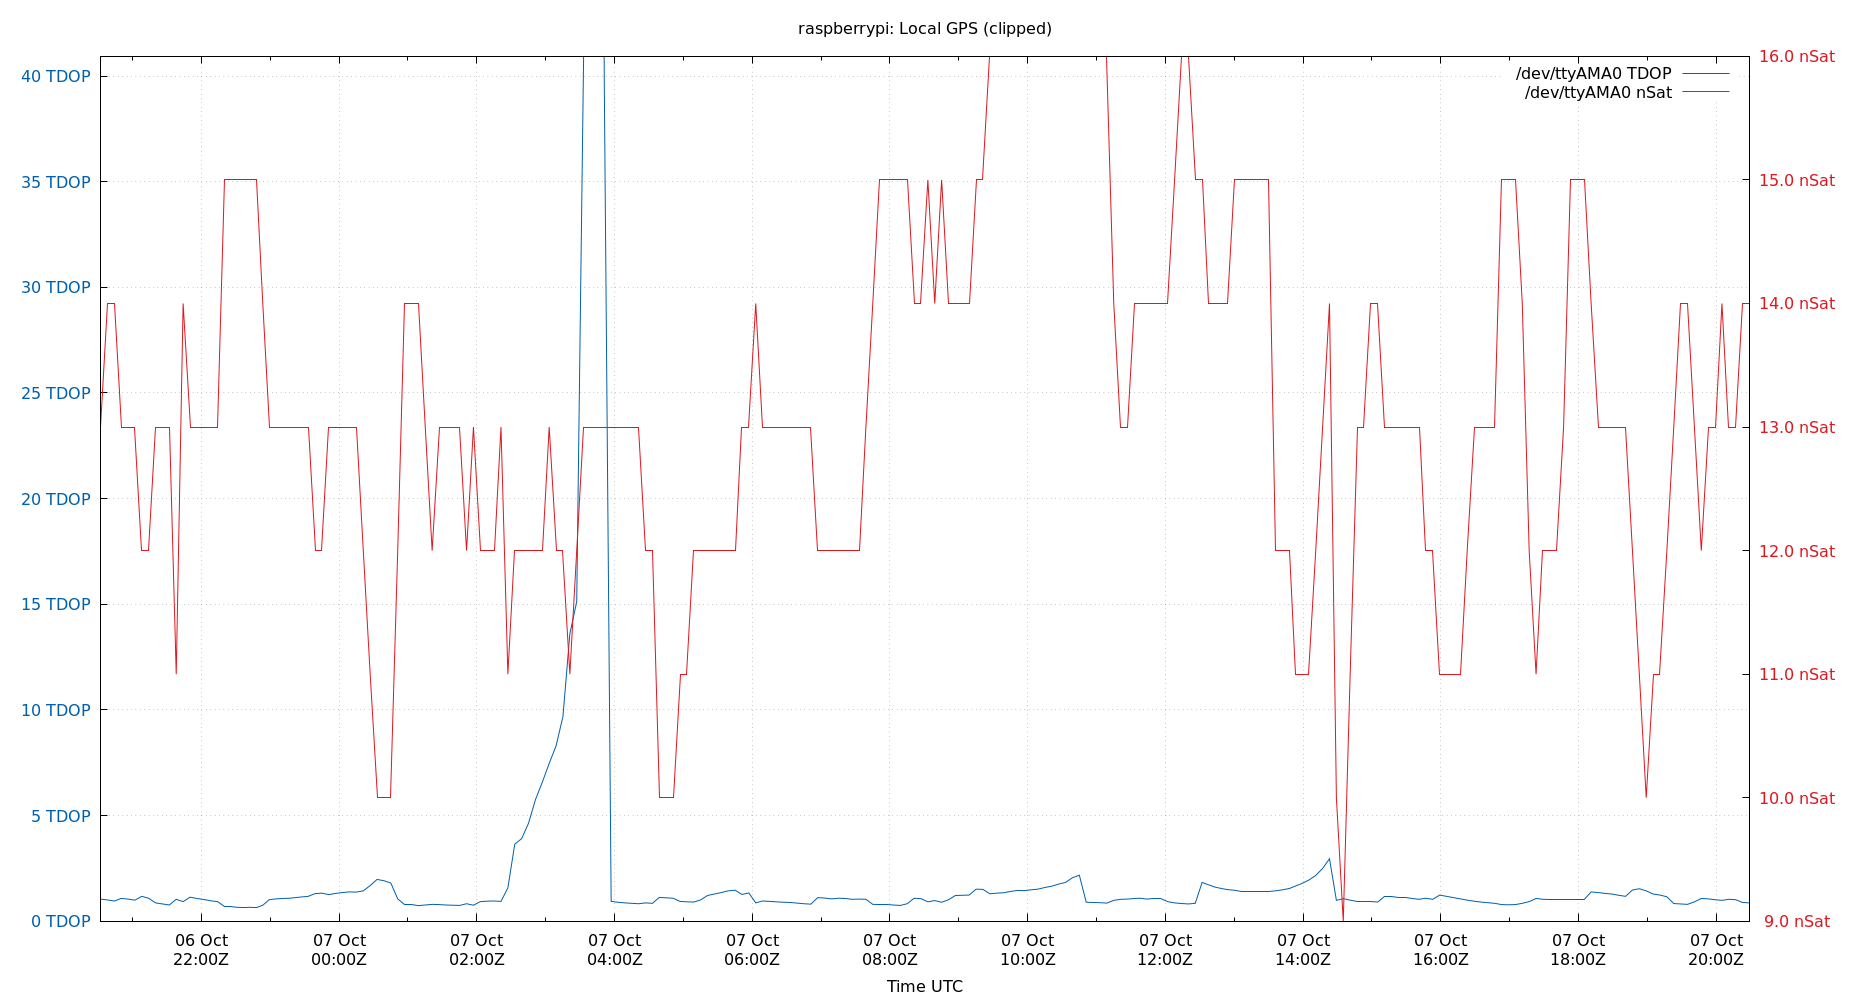 raspberrypi: Local GPS (clipped)
40 TDOP
35 TDOP
30 TDOP
25 TDOP
20 TDOP
15 TDOP
10 TDOP
5 TDOP
0 TDOP
/dev/ttyAMA0 TDOP
/dev/ttyAMA0 nSat
16.0 nSat
15.0 nSat
14.0 nSat
13.0 nSat
12.0 nSat
11.0 nSat
10.0 nSat
9.0 nSat
06 Oct 07 Oct 07 Oct 07 Oct 07 Oct 07 Oct 07 Oct 07 Oct 07 Oct 07 Oct 07 Oct 07 Oct
22:00Z 00:00Z 02:00Z 04:00Z 06:00Z 08:00Z 10:00Z 12:00Z 14:00Z 16:00Z 18:00Z 20:00Z
Time UTC